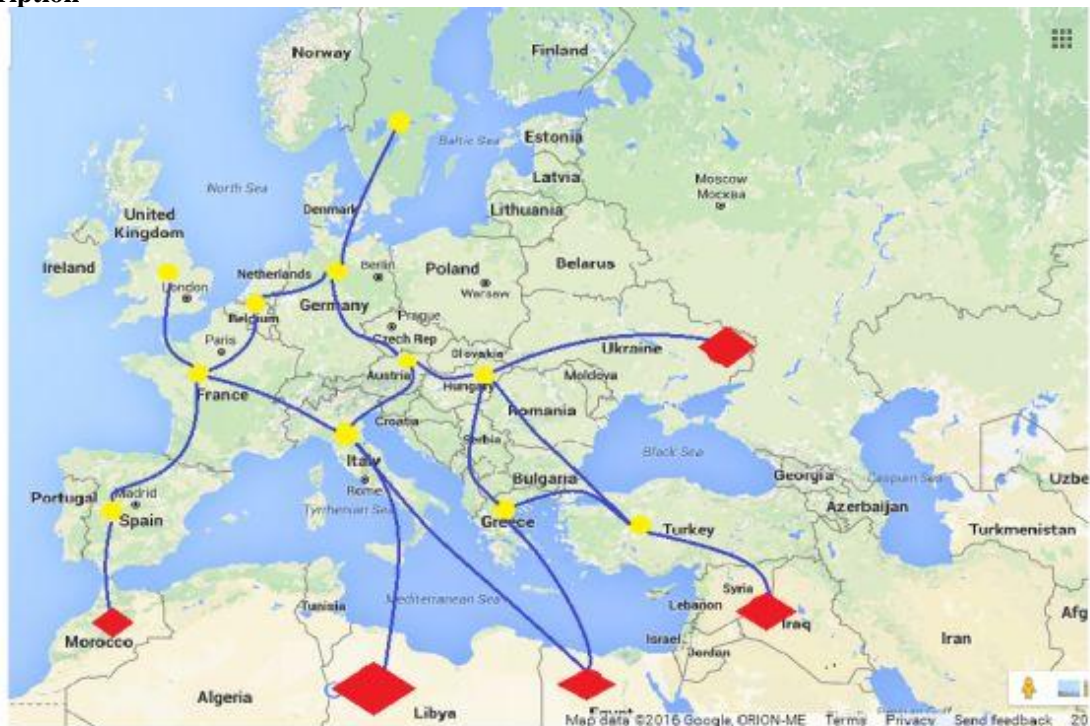 Norway
Finland
Baltic Sea
Estonia
Latvia
Moscow
Москва
North Sea
Denmark
Lithuania
United
Kingdom
Ireland
Netherlands
Berlin
Poland
Belarus
London
Germany
Warsaw
Belgium
Prague
Paris
Czech Rep
Slovakia
Ukraine
France
Austria
Hungary
Moldova
Croatia
Romania
Serbia
Italy
Black Sea
Rome
Bulgaria
Georgia
Caspian Sea
Uzbe
Portugal
Madrid
Tyrrhenian Sea
Azerbaijan
Spain
Greece
Turkey
Turkmenistan
Syria
Mediterranean Sea
Tunisia
Lebanon
Iraq
Afg
Morocco
Israel
Iran
Jordan
Algeria
Libya
Egypt
Map data ©2016 Google, ORION-ME Terms Privacy Send feedback